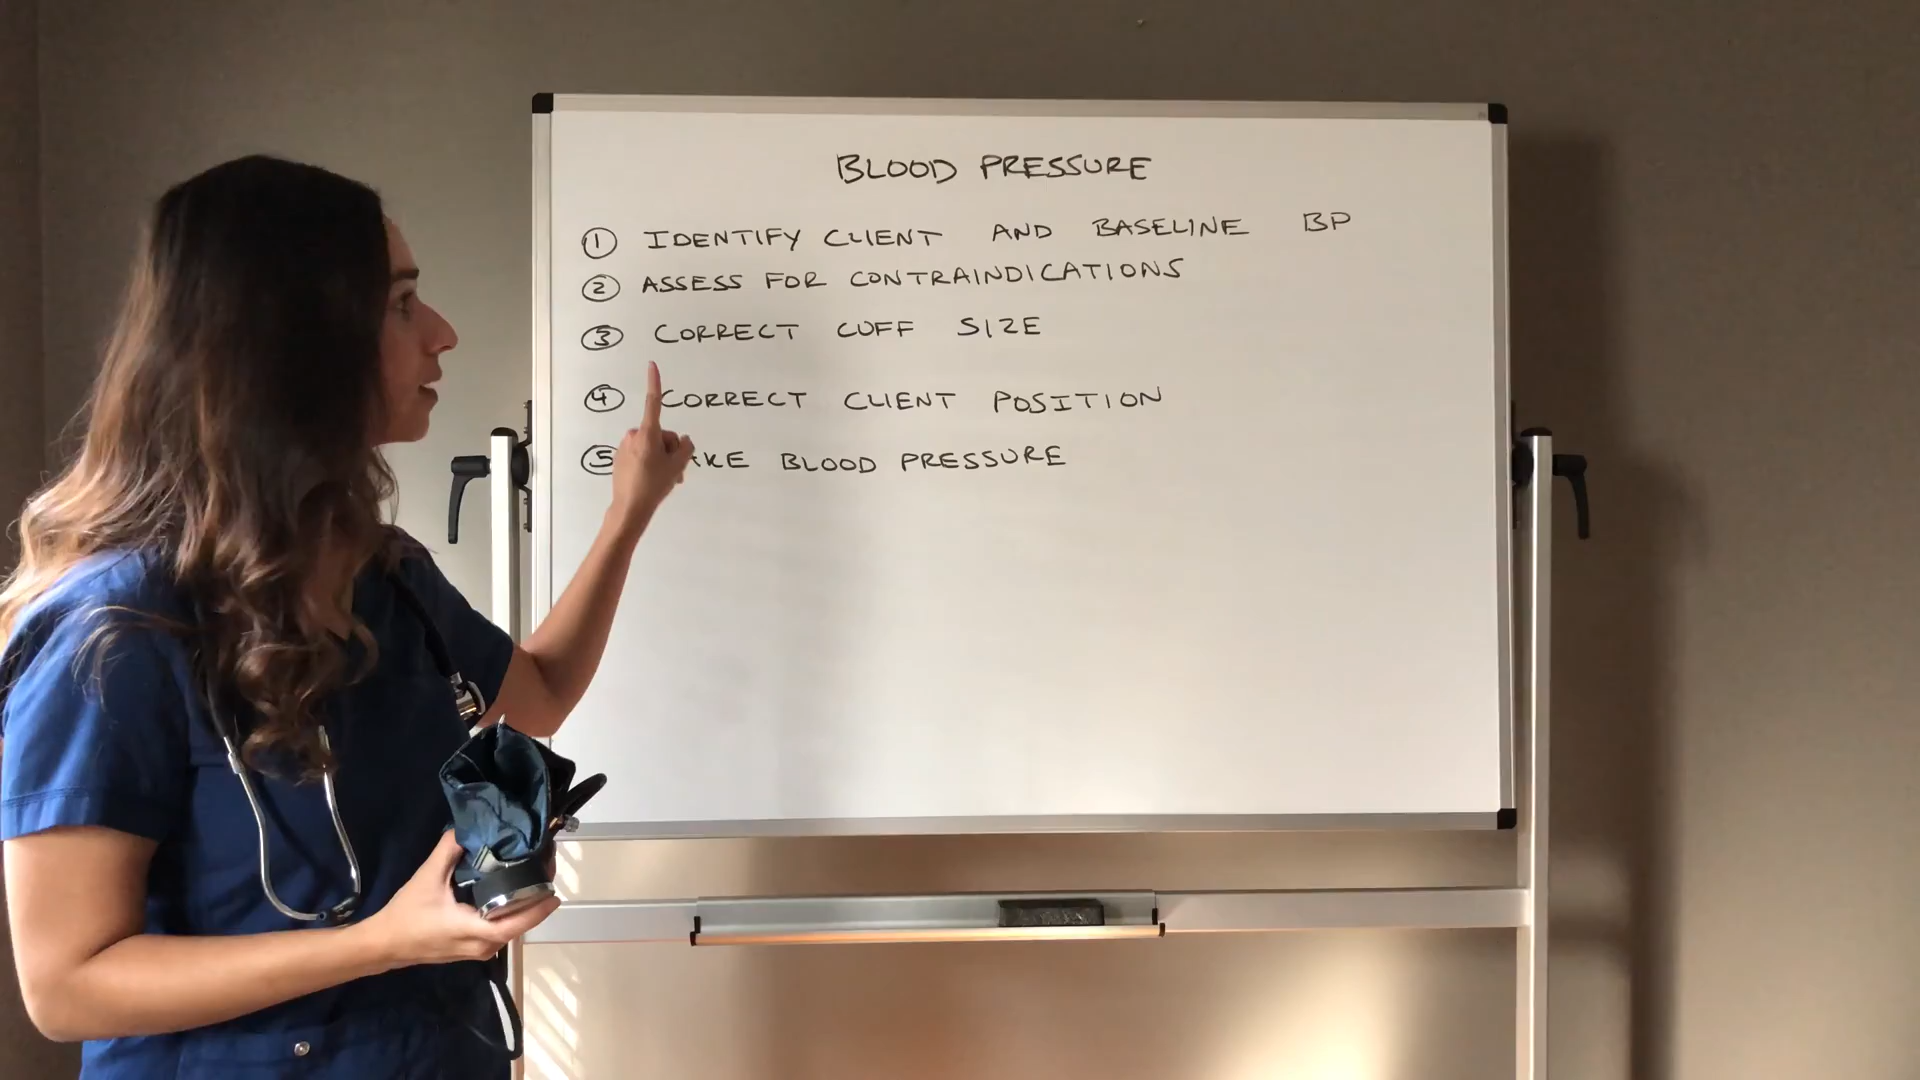 BLOOD PRESSURE
① IDENTIFY CLIENT AND BASELINE BP
② ASSESS FOR CONTRAINDICATIONS
③ CORRECT CUFF SIZE
④ CORRECT CLIENT POSITION
⑤ BLOOD PRESSURE